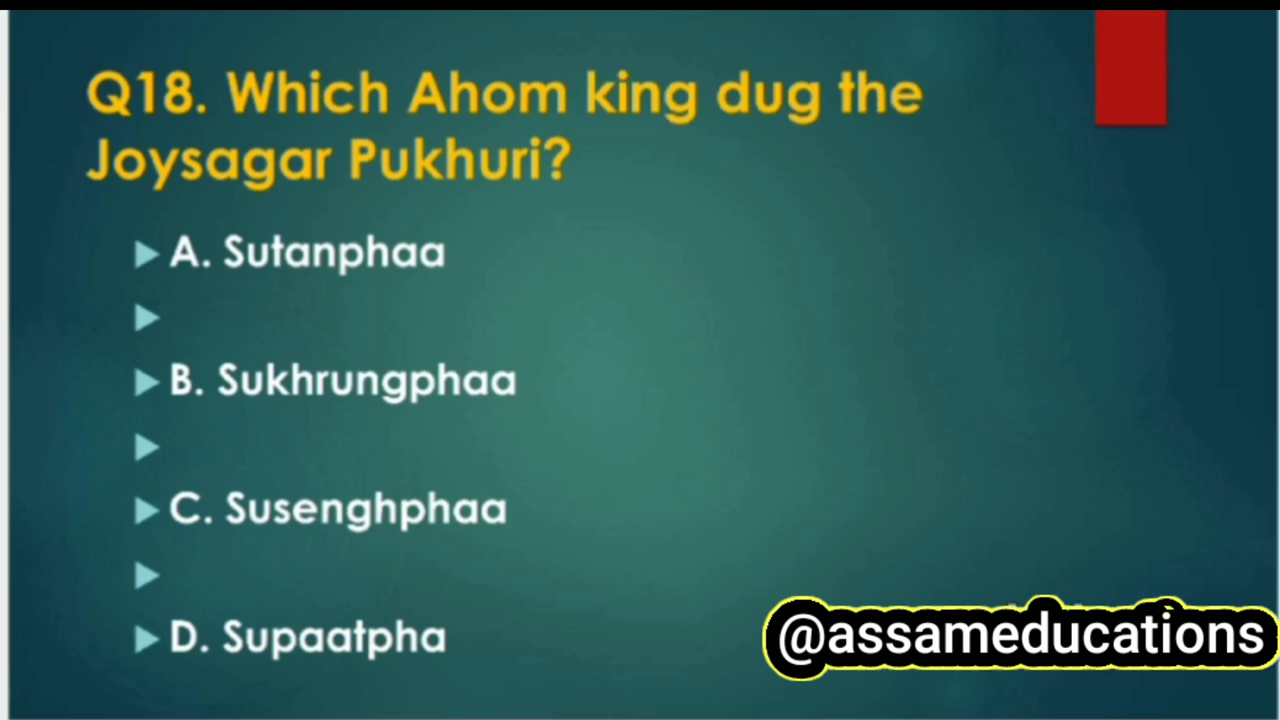 Q18. Which Ahom king dug the
Joysagar Pukhuri?
A. Sutanphaa
B. Sukhrungphaa
C. Susenghphaa
D. Supaatpha
@assameducations